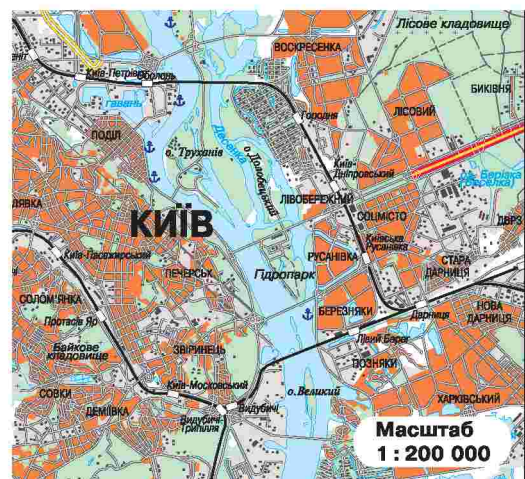 Лісове кладовище
ВОСКРЕСЕНКА
БИКІВНЯ
Київ-Петрівка
Оболонь
гавань
ЛІСОВИЙ
Городня
ПОДІЛ
о. Труханів
Десенка
о. Долобецький
Київ-
Дніпровський
ЛІВОБЕРЕЖНИЙ
СОЦМІСТО
ДВРЗ
КИЇВ
Київська
Русанівка
РУСАНІВКА
СТАРА
ДАРНИЦЯ
Київ-Пасажирський
ПЕЧЕРСЬК
Гідропарк
СОЛОМ'ЯНКА
БЕРЕЗНЯКИ
Дарниця
НОВА
ДАРНИЦЯ
Протасів Яр
Лівий Берег
Байкове
кладовище
ЗВІРИНЕЦЬ
ПОЗНЯКИ
СОВКИ
Київ-Московський
о. Великий
ХАРКІВСЬКИЙ
ДЕМІЇВКА
Видубичі
Видубичі-
Трипілля
Масштаб
1 : 200 000